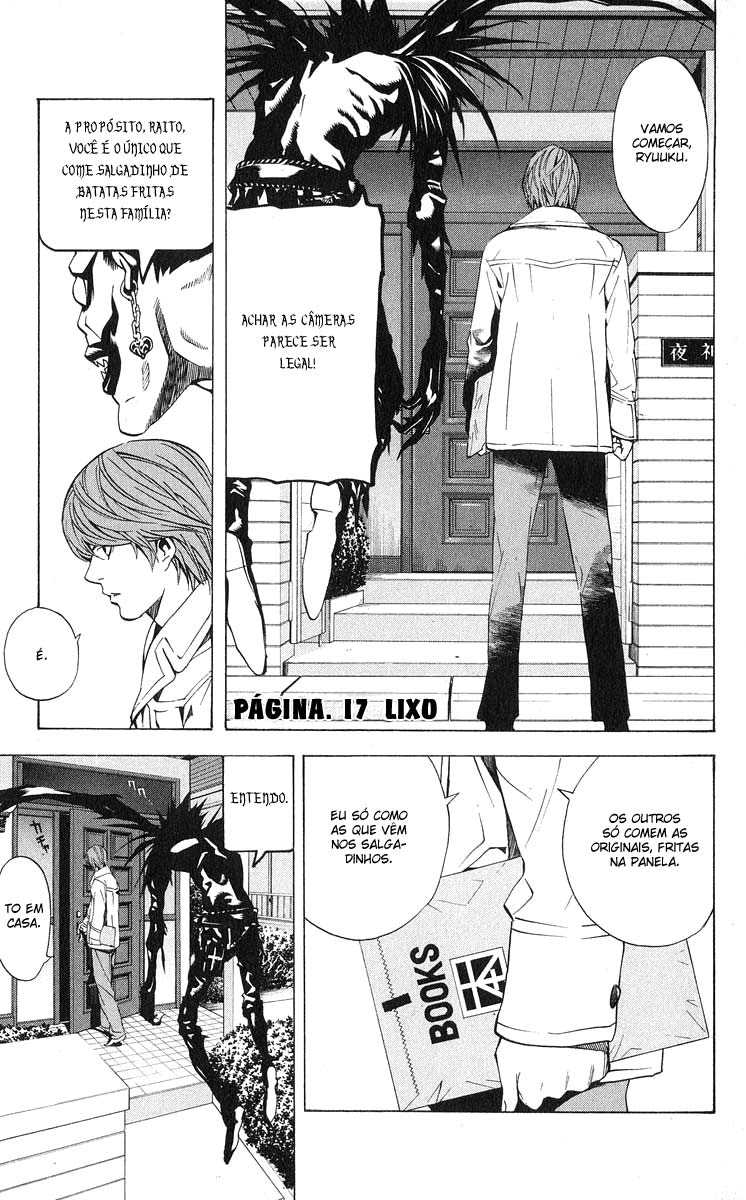 VAMOS
COMEÇAR,
RYUUKU.
ACHAR AS CÂMERAS
PARECE SER
LEGAL!
夜神
PÁGINA. 17 LIXO
A PROPÓSITO, RAITO,
VOCÊ É O ÚNICO QUE
COME SALGADINHO DE
BATATAS FRITAS
NESTA FAMÍLIA?
É.
OS OUTROS
SÓ COMEM AS
ORIGINAIS, FRITAS
NA PANELA.
EU SÓ COMO
AS QUE VÊM
NOS SALGA-
DINHOS.
BOOKS
ENTENDO.
TO EM
CASA.